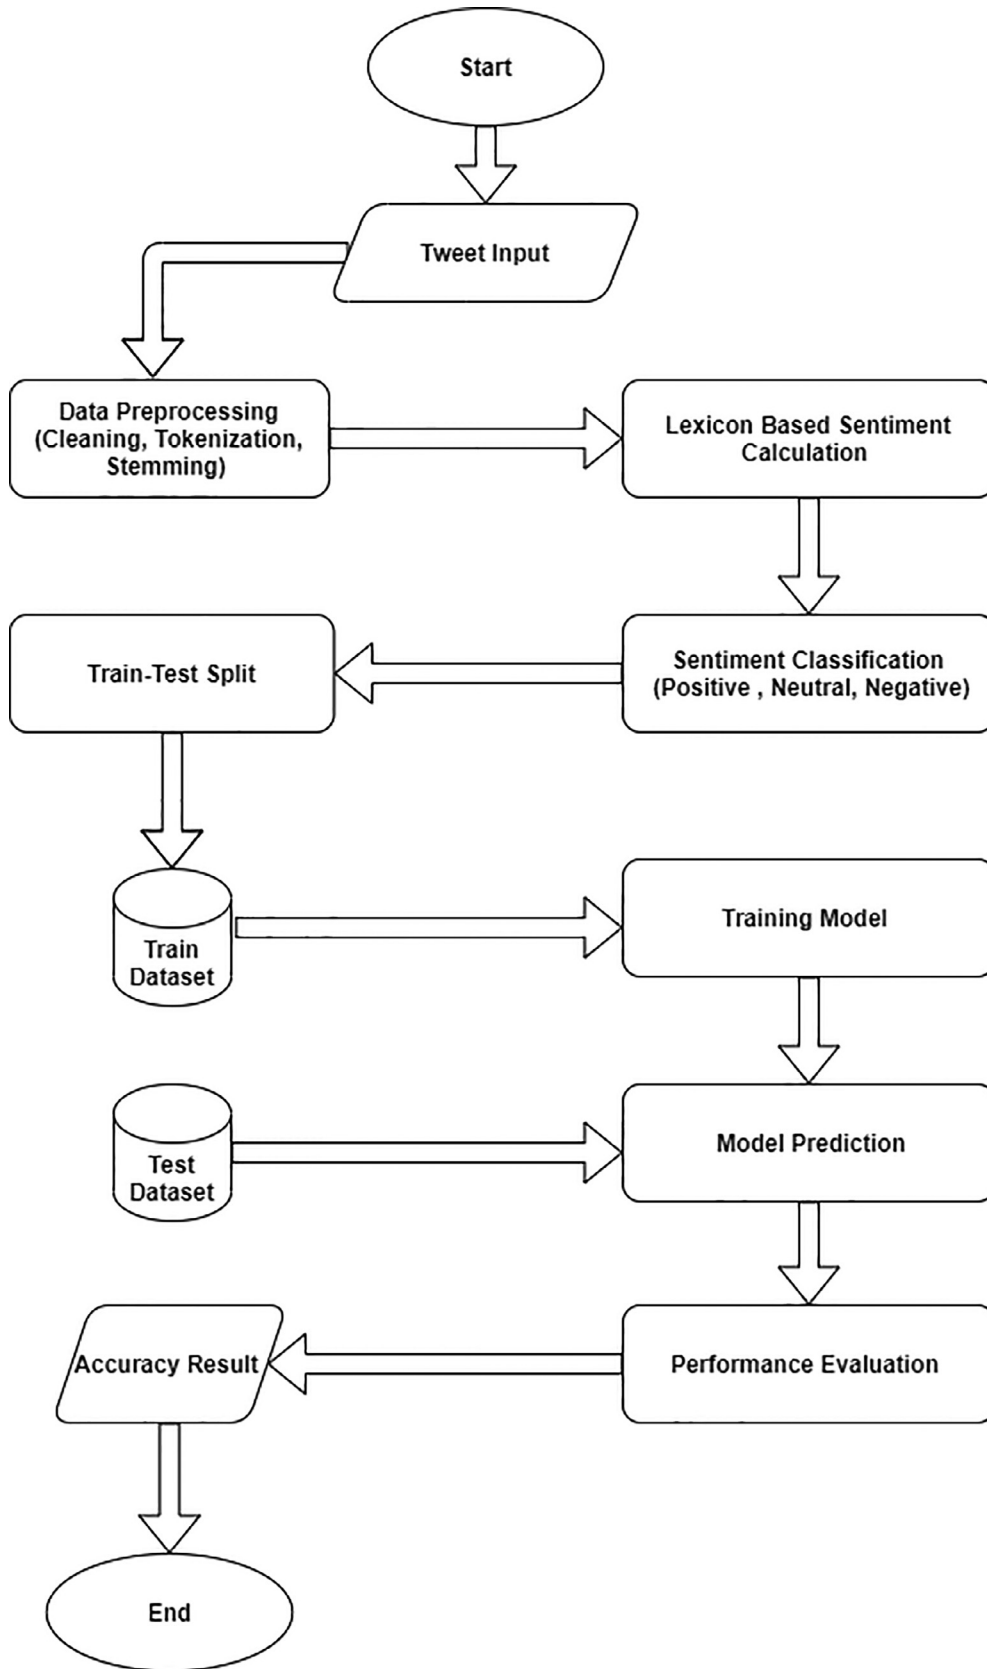 Start
Tweet Input
Data Preprocessing
(Cleaning, Tokenization,
Stemming)
Lexicon Based Sentiment
Calculation
Sentiment Classification
(Positive , Neutral, Negative)
Train-Test Split
Train
Dataset
Training Model
Test
Dataset
Model Prediction
Performance Evaluation
Accuracy Result
End